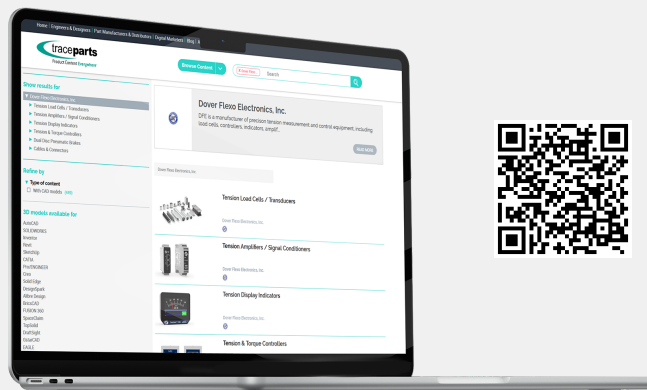 Home | Engineers & Designers | Part Manufacturers & Distributors | Digital Marketers | Blog |
traceparts
Product Content Everywhere
Browse Content
Search
Show results for
Dover Flexo Electronics, Inc.
Tension Load Cells / Transducers
Tension Amplifiers / Signal Conditioners
Tension Display Indicators
Tension & Torque Controllers
Dual Disc Pneumatic Brakes
Cables & Connectors
Refine by
Type of content
With CAD models
3D models available for
AutoCAD
SOLIDWORKS
Inventor
Revit
SketchUp
CATIA
Pro/ENGINEER
Creo
Solid Edge
DesignSpark
Alibre Design
BricsCAD
FUSION 360
SpaceClaim
TopSolid
DraftSight
EAGLE
Dover Flexo Electronics, Inc.
DFE is a manufacturer of precision tension measurement and control equipment, including
load cells, controllers, indicators, amplif...
READ MORE
Dover Flexo Electronics, Inc.
Tension Load Cells / Transducers
Dover Flexo Electronics, Inc.
Tension Amplifiers / Signal Conditioners
Dover Flexo Electronics, Inc.
Tension Display Indicators
Dover Flexo Electronics, Inc.
Tension & Torque Controllers